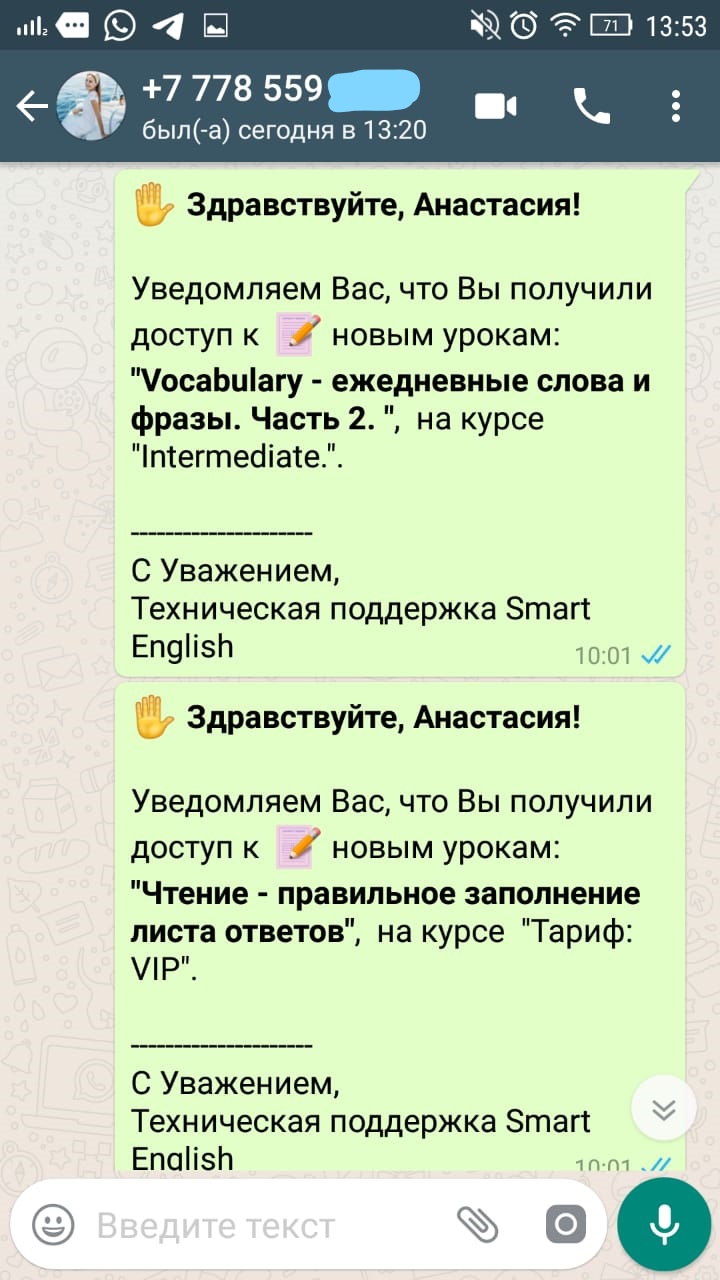 71 13:53
+7 778 559
был(-а) сегодня в 13:20
✋ Здравствуйте, Анастасия!
Уведомляем Вас, что Вы получили
доступ к 📝 новым урокам:
"Vocabulary - ежедневные слова и
фразы. Часть 2. ", на курсе
"Intermediate.".
---------------------
С Уважением,
Техническая поддержка Smart
English
10:01
✋ Здравствуйте, Анастасия!
Уведомляем Вас, что Вы получили
доступ к 📝 новым урокам:
"Чтение - правильное заполнение
листа ответов", на курсе "Тариф:
VIP".
---------------------
С Уважением,
Техническая поддержка Smart
English
10:01
Введите текст